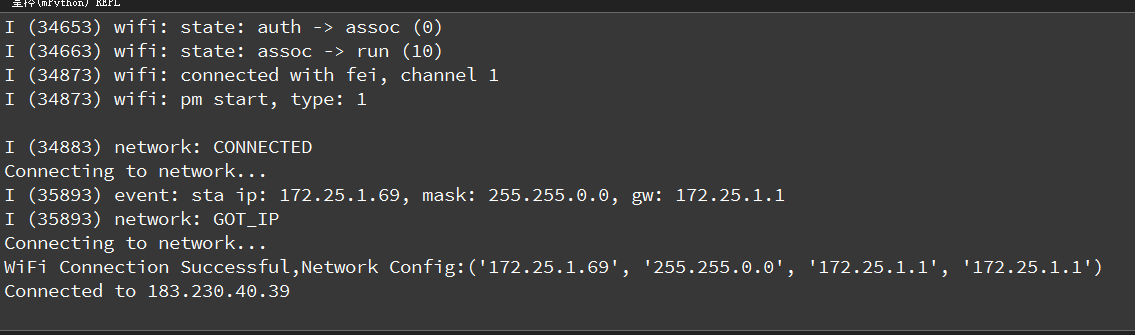 掌控(mPython) REPL
I (34653) wifi: state: auth -> assoc (0)
I (34663) wifi: state: assoc -> run (10)
I (34873) wifi: connected with fei, channel 1
I (34873) wifi: pm start, type: 1
I (34883) network: CONNECTED
Connecting to network...
I (35893) event: sta ip: 172.25.1.69, mask: 255.255.0.0, gw: 172.25.1.1
I (35893) network: GOT_IP
Connecting to network...
WiFi Connection Successful,Network Config:('172.25.1.69', '255.255.0.0', '172.25.1.1', '172.25.1.1')
Connected to 183.230.40.39